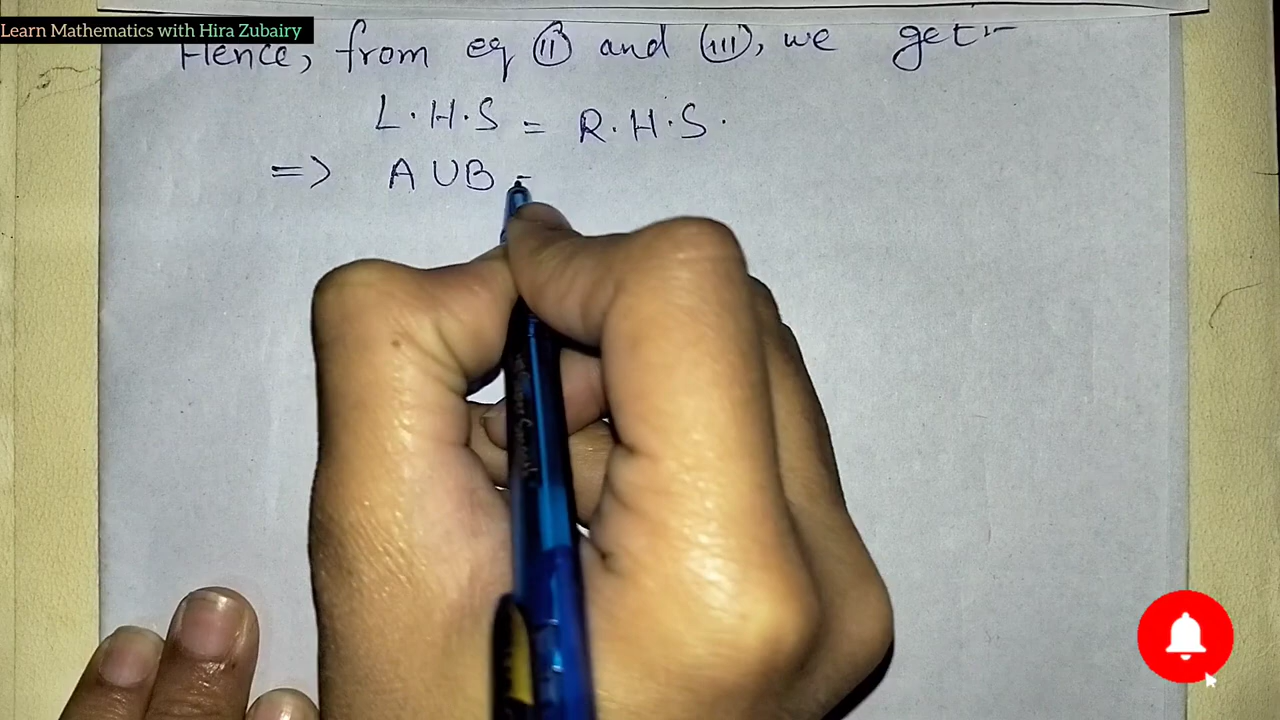 Learn Mathematics with Hira Zubairy
Hence, from eq (ii) and (iii), we get:-
L.H.S = R.H.S.
=> A ∪ B =